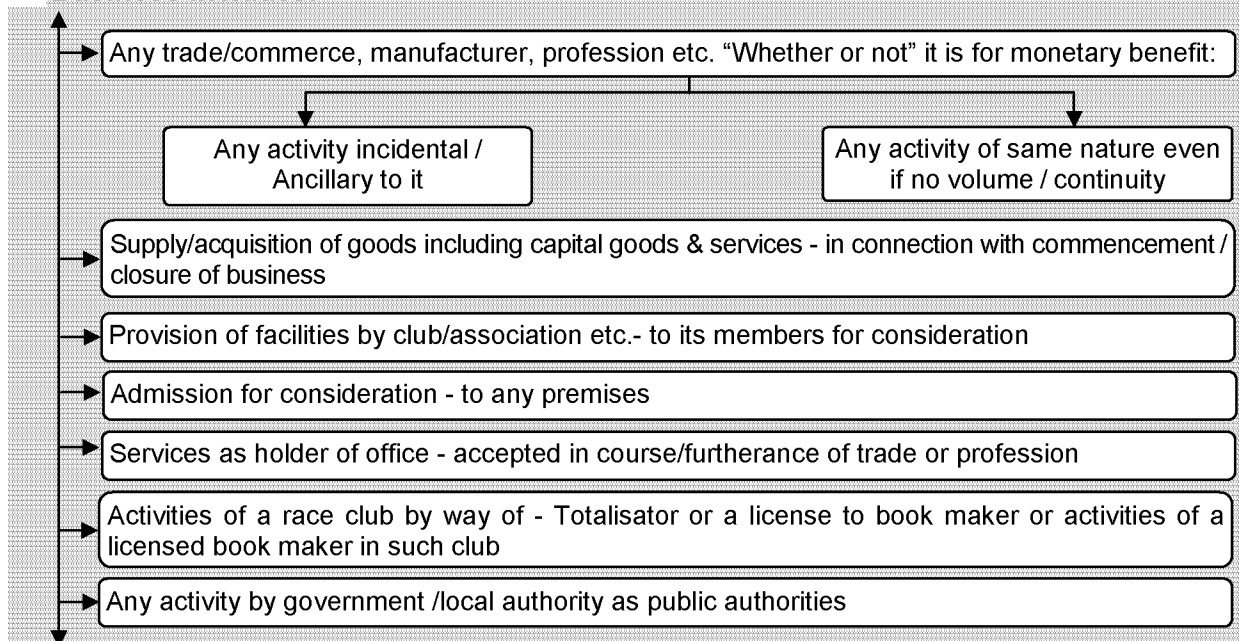 Any trade/commerce, manufacturer, profession etc. “Whether or not” it is for monetary benefit:
Any activity incidental /
Ancillary to it
Any activity of same nature even
if no volume / continuity
Supply/acquisition of goods including capital goods & services - in connection with commencement /
closure of business
Provision of facilities by club/association etc.- to its members for consideration
Admission for consideration - to any premises
Services as holder of office - accepted in course/furtherance of trade or profession
Activities of a race club by way of - Totalisator or a license to book maker or activities of a
licensed book maker in such club
Any activity by government /local authority as public authorities